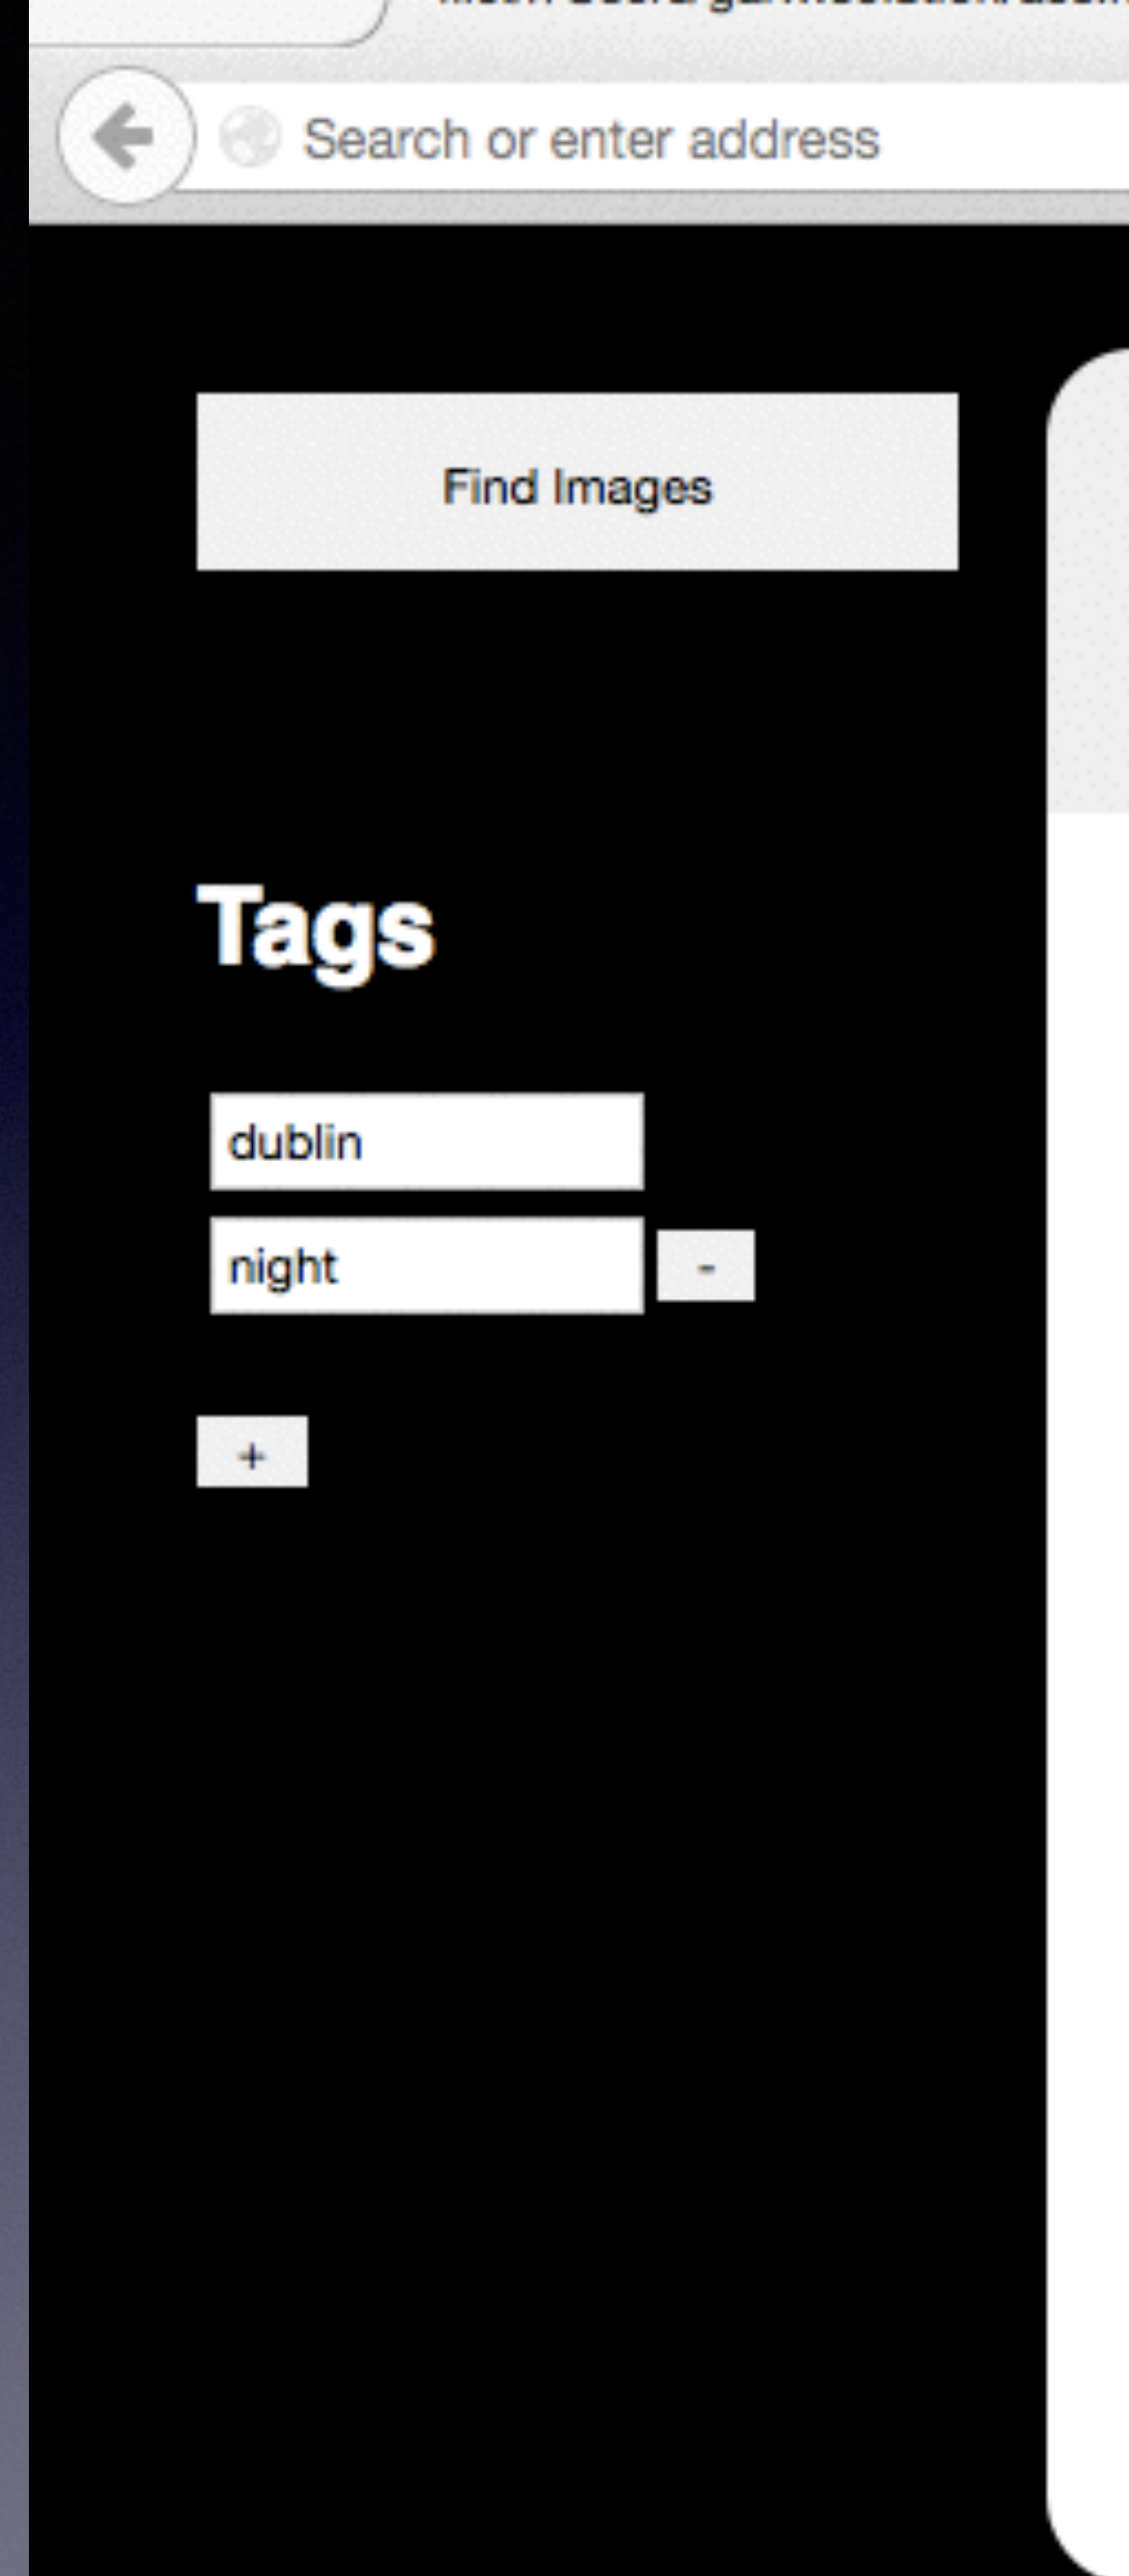 Search or enter address
Find Images
Tags
dublin
night
-
+